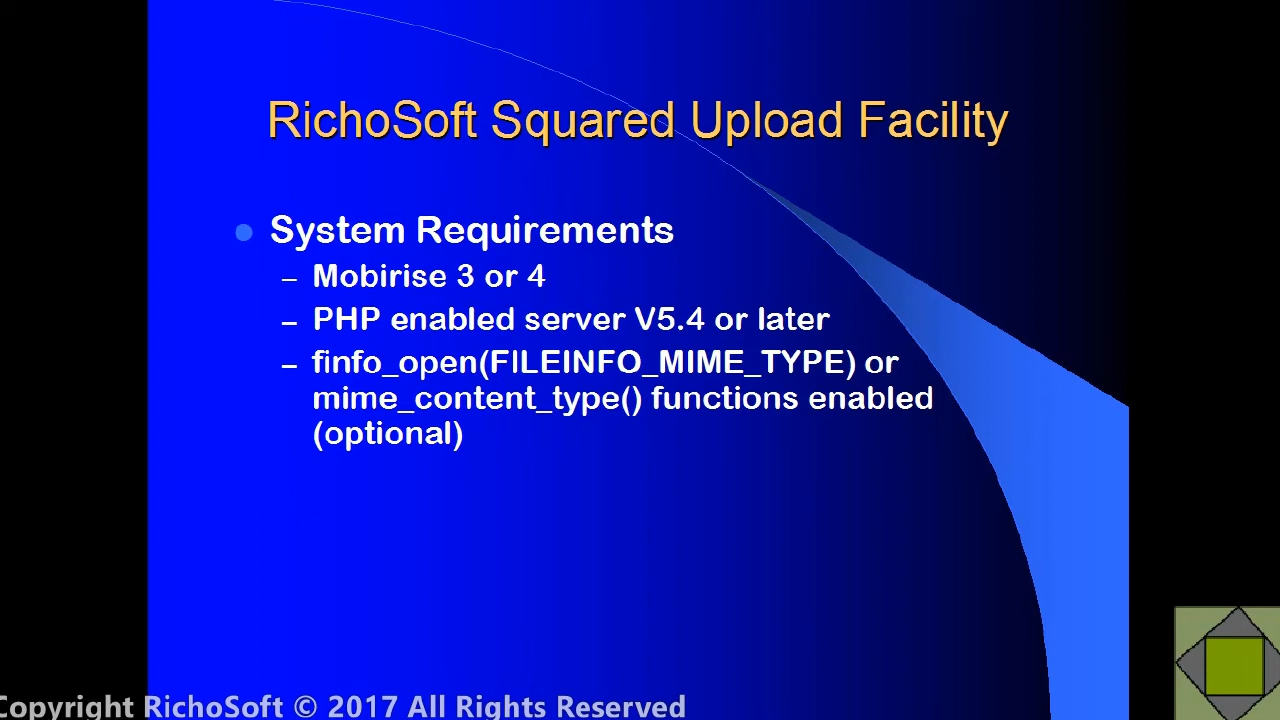 RichoSoft Squared Upload Facility
System Requirements
– Mobirise 3 or 4
– PHP enabled server V5.4 or later
– finfo_open(FILEINFO_MIME_TYPE) or
mime_content_type() functions enabled
(optional)
Copyright RichoSoft © 2017 All Rights Reserved